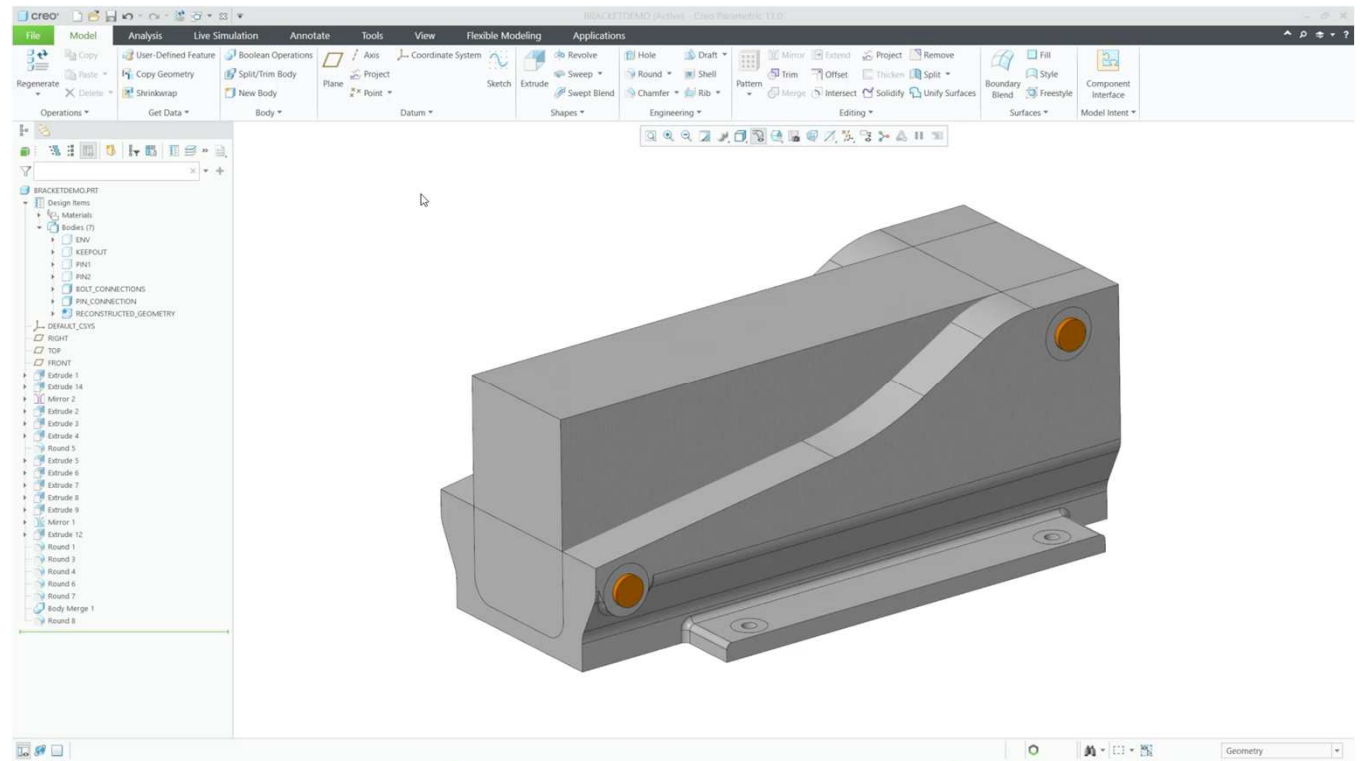 creo
BRACKETDEMO (Active) - Creo Parametric 11.0
File Model Analysis Live Simulation Annotate Tools View Flexible Modeling Applications
Regenerate
Copy
Paste
Delete
Operations
User-Defined Feature
Copy Geometry
Shrinkwrap
Get Data
Boolean Operations
Split/Trim Body
New Body
Body
Plane
Axis
Project
Point
Coordinate System
Sketch
Datum
Extrude
Revolve
Sweep
Swept Blend
Shapes
Hole
Round
Chamfer
Draft
Shell
Rib
Engineering
Pattern
Mirror Extend Project Remove
Trim Offset Thicken Split
Merge Intersect Solidify Unify Surfaces
Editing
Boundary
Blend
Fill
Style
Freestyle
Surfaces
Component
Interface
Model Intent
BRACKETDEMO.PRT
Design Items
Materials
Bodies (7)
ENV
KEEPOUT
PIN1
PIN2
BOLT_CONNECTIONS
PIN_CONNECTION
RECONSTRUCTED_GEOMETRY
DEFAULT_CSYS
RIGHT
TOP
FRONT
Extrude 1
Extrude 14
Mirror 2
Extrude 2
Extrude 3
Extrude 4
Round 5
Extrude 5
Extrude 6
Extrude 7
Extrude 8
Extrude 9
Mirror 1
Extrude 12
Round 1
Round 3
Round 4
Round 6
Round 7
Body Merge 1
Round 8
Geometry